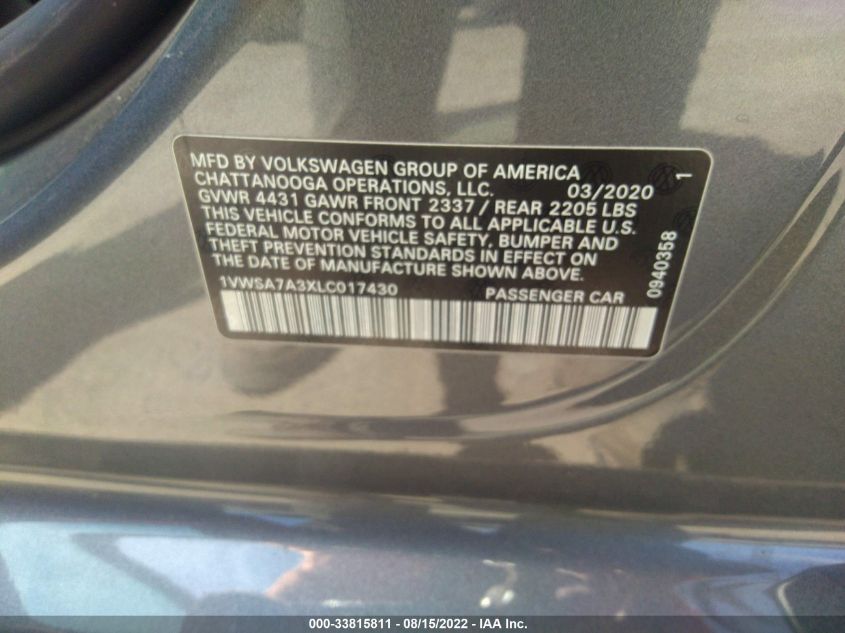 MFD BY VOLKSWAGEN GROUP OF AMERICA
CHATTANOOGA OPERATIONS, LLC. 03/2020
GVWR 4431 GAWR FRONT 2337 / REAR 2205 LBS
THIS VEHICLE CONFORMS TO ALL APPLICABLE U.S.
FEDERAL MOTOR VEHICLE SAFETY, BUMPER AND
THEFT PREVENTION STANDARDS IN EFFECT ON
THE DATE OF MANUFACTURE SHOWN ABOVE.
1VWSA7A3XLC017430 PASSENGER CAR
0940358
1
000-33815811 - 08/15/2022 - IAA Inc.